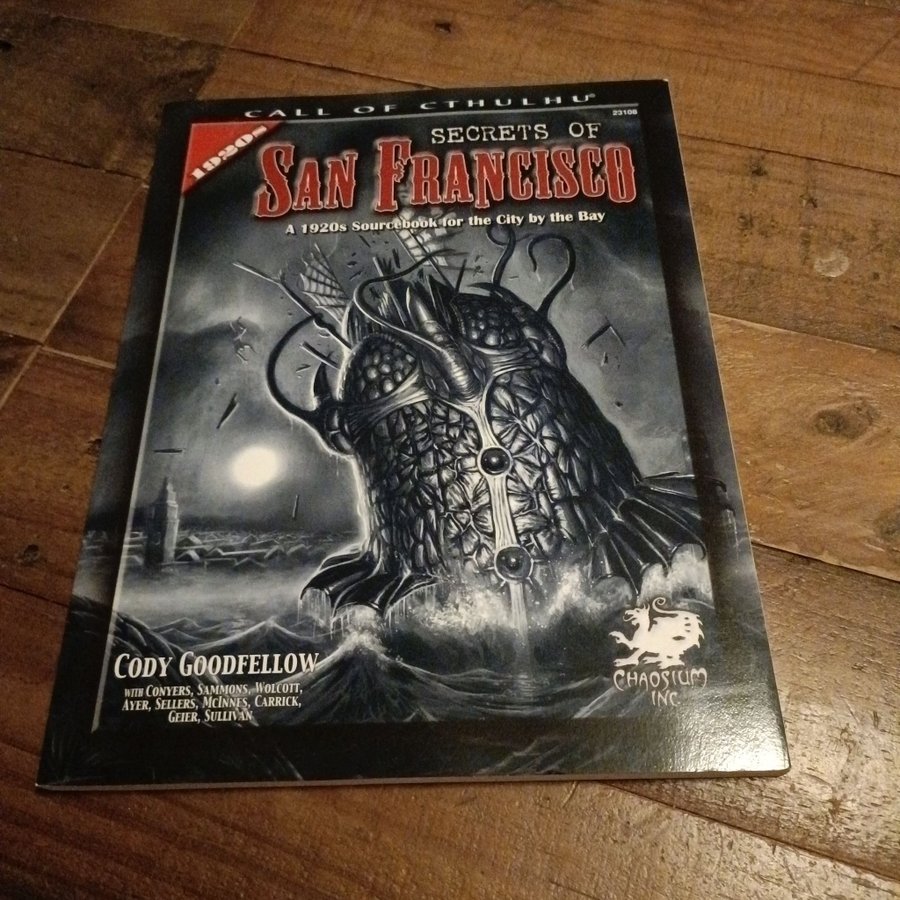 CALL OF CTHULHU®
23108
1920s
SECRETS OF
SAN FRANCISCO
A 1920s Sourcebook for the City by the Bay
CODY GOODFELLOW
WITH CONYERS, SAMMONS, WOLCOTT,
AYER, SELLERS, MCINNES, CARRICK,
GEIER, SULLIVAN
CHAOSIUM
INC